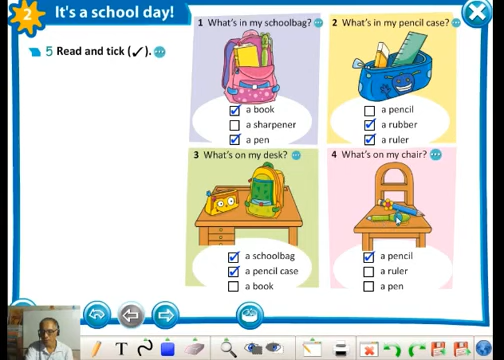 2 It's a school day!
5 Read and tick (✓).
1 What's in my schoolbag?
a book
a sharpener
a pen
2 What's in my pencil case?
a pencil
a rubber
a ruler
3 What's on my desk?
a schoolbag
a pencil case
a book
4 What's on my chair?
a pencil
a ruler
a pen